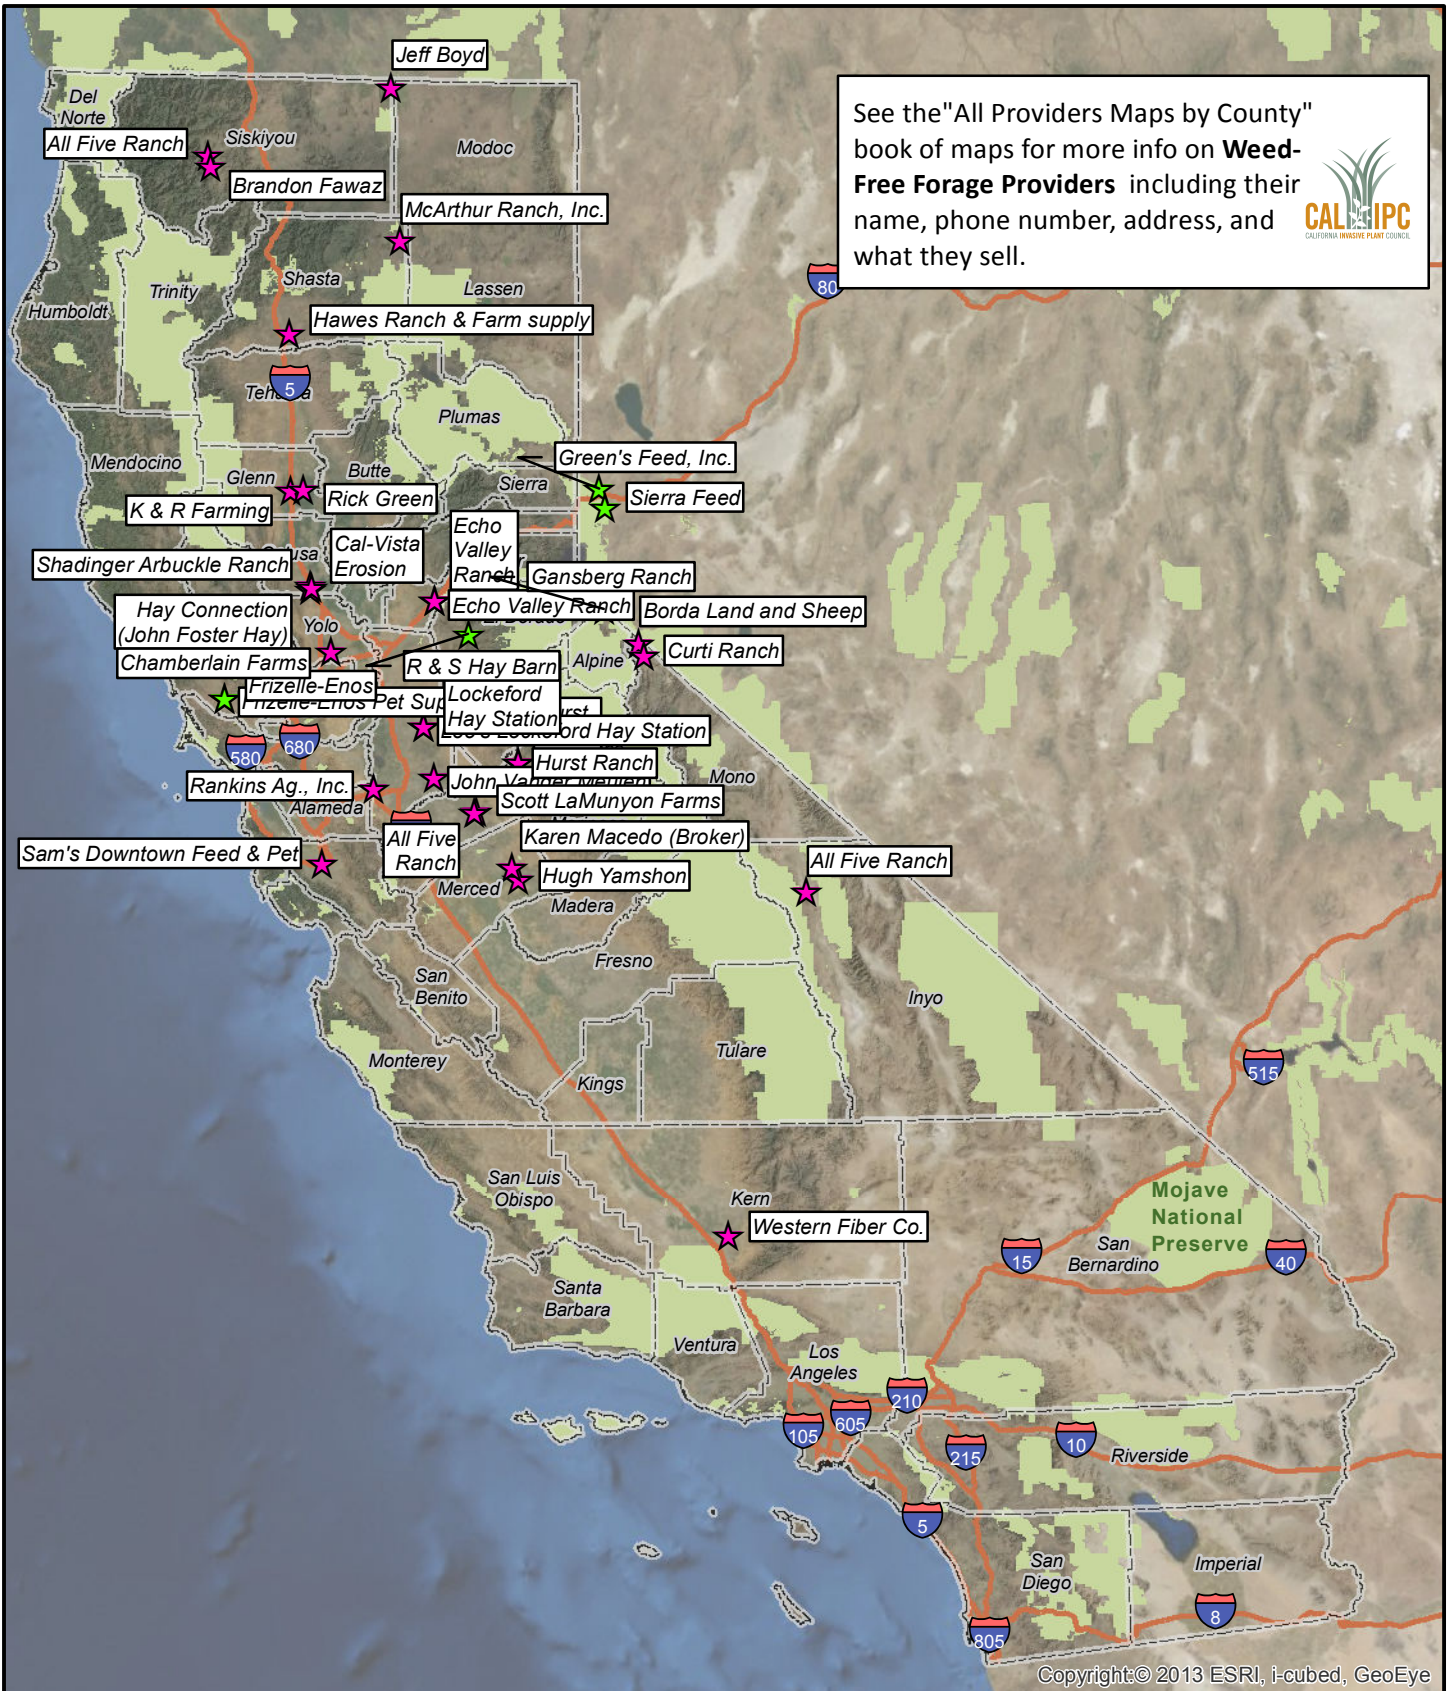 Jeff Boyd
Del
Norte
Siskiyou
Modoc
All Five Ranch
Brandon Fawaz
McArthur Ranch, Inc.
See the"All Providers Maps by County"
book of maps for more info on Weed-
Free Forage Providers including their
name, phone number, address, and
what they sell.
CAL IPC
CALIFORNIA INVASIVE PLANT COUNCIL
80
Shasta
Trinity
Lassen
Humboldt
Hawes Ranch & Farm supply
5
Plumas
Mendocino
Glenn
Butte
Sierra
Green's Feed, Inc.
Sierra Feed
K & R Farming
Rick Green
Echo
Valley
Ranch
Cal-Vista
Erosion
Shadinger Arbuckle Ranch
Gansberg Ranch
Hay Connection
(John Foster Hay)
Yolo
Echo Valley Ranch
Borda Land and Sheep
Chamberlain Farms
R & S Hay Barn
Alpine
Curti Ranch
Frizelle-Enos
Frizelle-Enos Pet
Lockeford
Hay Station
Hay Station
580
680
Hurst Ranch
Mono
Rankins Ag., Inc.
Alameda
John Vander Meulen
Scott LaMunyon Farms
All Five
Ranch
Karen Macedo (Broker)
Sam's Downtown Feed & Pet
Merced
Hugh Yamshon
All Five Ranch
Madera
Fresno
San
Benito
Inyo
Monterey
Tulare
Kings
515
San Luis
Obispo
Kern
Western Fiber Co.
Mojave
National
Preserve
San
Bernardino
15
40
Santa
Barbara
Ventura
Los
Angeles
210
605
105
215
10
Riverside
5
San
Diego
Imperial
8
805
Copyright:© 2013 ESRI, i-cubed, GeoEye